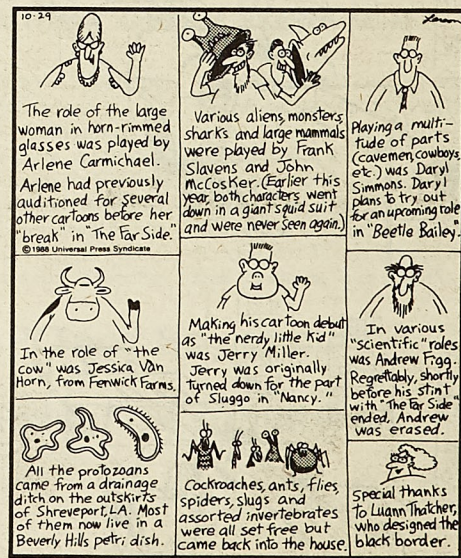 10-29
Larson
The role of the large
woman in horn-rimmed
glasses was played by
Arlene Carmichael.
Arlene had previously
auditioned for several
other cartoons before her
"break" in "The Far Side."
© 1988 Universal Press Syndicate
Various aliens, monsters,
sharks and large mammals
were played by Frank
Slavens and John
McCosker. (Earlier this
year, both characters went
down in a giant squid suit
and were never seen again.)
Playing a multi-
tude of parts
(cavemen, cowboys,
etc.) was Daryl
Simmons. Daryl
plans to try out
for an upcoming role
in "Beetle Bailey."
In the role of "the
cow" was Jessica Van
Horn, from Fenwick Farms.
Making his cartoon debut
as "the nerdy little kid"
was Jerry Miller.
Jerry was originally
turned down for the part
of Sluggo in "Nancy."
In various
"scientific" roles
was Andrew Figg.
Regrettably, shortly
before his stint
with "The Far Side"
ended, Andrew
was erased.
All the protozoans
came from a drainage
ditch on the outskirts
of Shreveport, LA. Most
of them now live in a
Beverly Hills petri dish.
Cockroaches, ants, flies,
spiders, slugs and
assorted invertebrates
were all set free but
came back into the house.
Special thanks
to Luann Thatcher,
who designed the
black border.